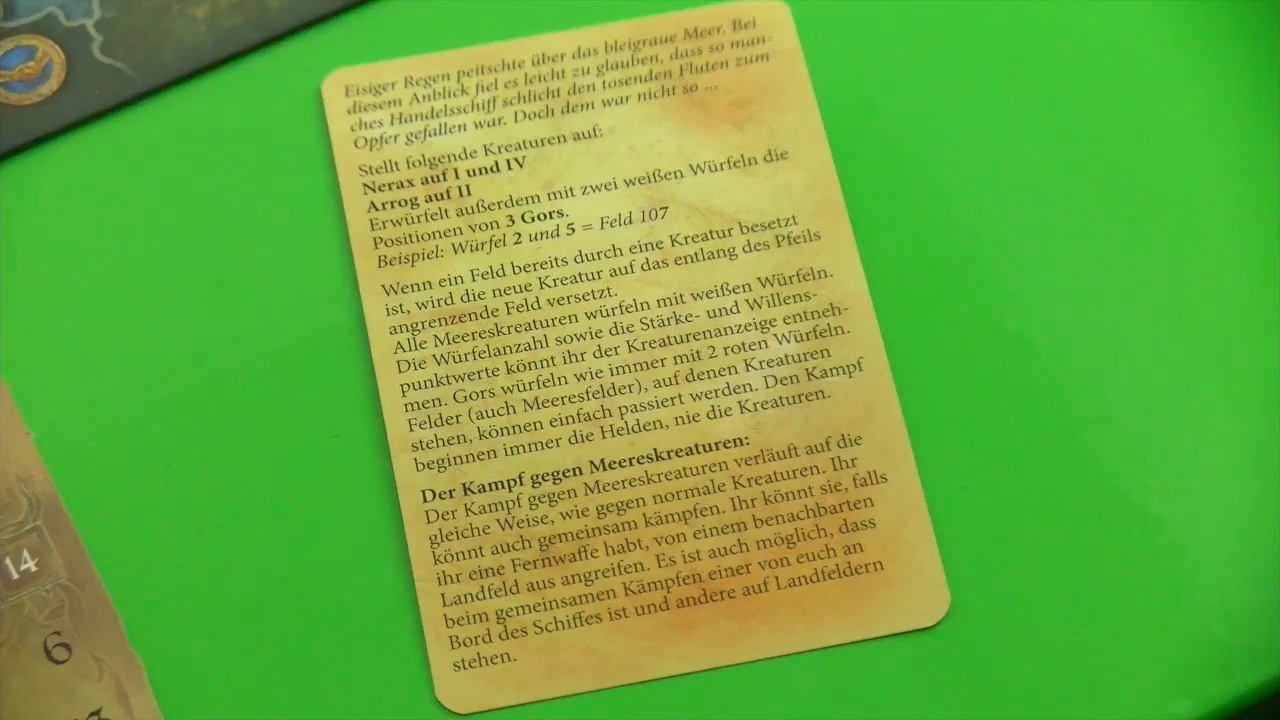 Eisiger Regen peitschte über das bleigraue Meer. Bei
diesem Anblick fiel es leicht zu glauben, dass so man-
ches Handelsschiff schlicht den tosenden Fluten zum
Opfer gefallen war. Doch dem war nicht so ...
Stellt folgende Kreaturen auf:
Nerax auf I und IV
Arrog auf II
Erwürfelt außerdem mit zwei weißen Würfeln die
Positionen von 3 Gors.
Beispiel: Würfel 2 und 5 = Feld 107
Wenn ein Feld bereits durch eine Kreatur besetzt
ist, wird die neue Kreatur auf das entlang des Pfeils
angrenzende Feld versetzt.
Alle Meereskreaturen würfeln mit weißen Würfeln.
Die Würfelanzahl sowie die Stärke- und Willens-
punktwerte könnt ihr der Kreaturenanzeige entneh-
men. Gors würfeln wie immer mit 2 roten Würfeln.
Felder (auch Meeresfelder), auf denen Kreaturen
stehen, können einfach passiert werden. Den Kampf
beginnen immer die Helden, nie die Kreaturen.
Der Kampf gegen Meereskreaturen:
Der Kampf gegen Meereskreaturen verläuft auf die
gleiche Weise, wie gegen normale Kreaturen. Ihr
könnt auch gemeinsam kämpfen. Ihr könnt sie, falls
ihr eine Fernwaffe habt, von einem benachbarten
Landfeld aus angreifen. Es ist auch möglich, dass
beim gemeinsamen Kämpfen einer von euch an
Bord des Schiffes ist und andere auf Landfeldern
stehen.
14
6